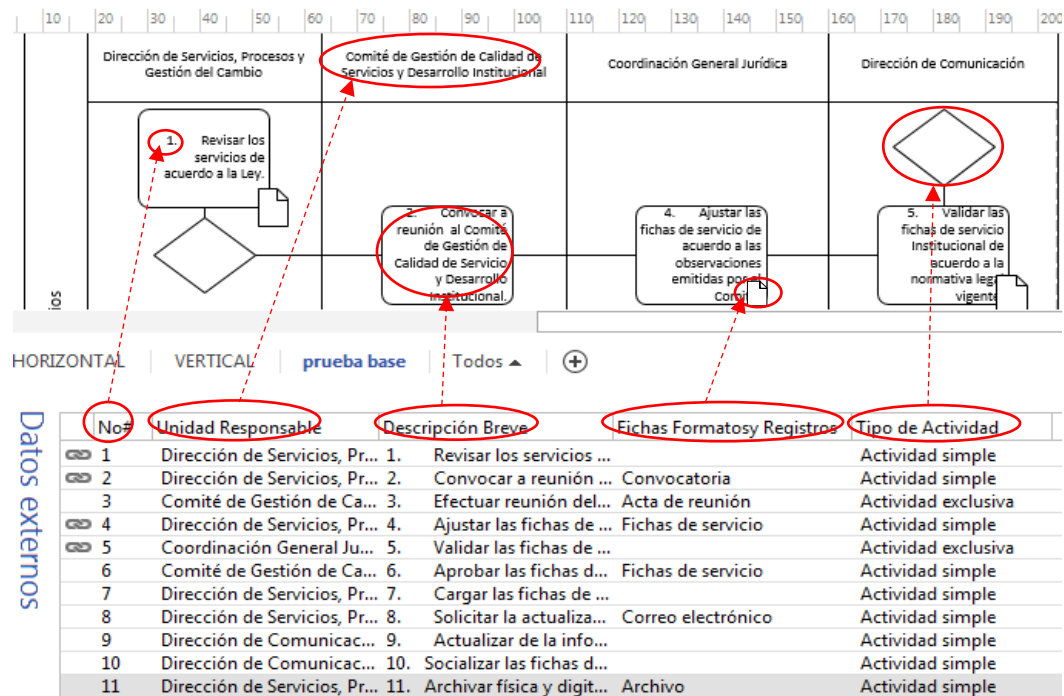 10 20 30 40 50 60 70 80 90 100 110 120 130 140 150 160 170 180 190 200
Dirección de Servicios, Procesos y
Gestión del Cambio
Comité de Gestión de Calidad de
Servicios y Desarrollo Institucional
Coordinación General Jurídica
Dirección de Comunicación
1. Revisar los
servicios de
acuerdo a la Ley.
2. Convocar a
reunión al Comité
de Gestión de
Calidad de Servicio
y Desarrollo
Institucional.
4. Ajustar las
fichas de servicio de
acuerdo a las
observaciones
emitidas por el
Comité
5. Validar las
fichas de servicio
Institucional de
acuerdo a la
normativa legal
vigente
ios
HORIZONTAL VERTICAL prueba base Todos
Datos externos
No# Unidad Responsable Descripción Breve Fichas Formatosy Registros Tipo de Actividad
1 Dirección de Servicios, Pr... 1. Revisar los servicios ... Actividad simple
2 Dirección de Servicios, Pr... 2. Convocar a reunión ... Convocatoria Actividad simple
3 Comité de Gestión de Ca... 3. Efectuar reunión del... Acta de reunión Actividad exclusiva
4 Dirección de Servicios, Pr... 4. Ajustar las fichas de ... Fichas de servicio Actividad simple
5 Coordinación General Ju... 5. Validar las fichas de ... Actividad exclusiva
6 Comité de Gestión de Ca... 6. Aprobar las fichas d... Fichas de servicio Actividad simple
7 Dirección de Servicios, Pr... 7. Cargar las fichas de ... Actividad simple
8 Dirección de Servicios, Pr... 8. Solicitar la actualiza... Correo electrónico Actividad simple
9 Dirección de Comunicac... 9. Actualizar de la info... Actividad simple
10 Dirección de Comunicac... 10. Socializar las fichas d... Actividad simple
11 Dirección de Servicios, Pr... 11. Archivar física y digit... Archivo Actividad simple